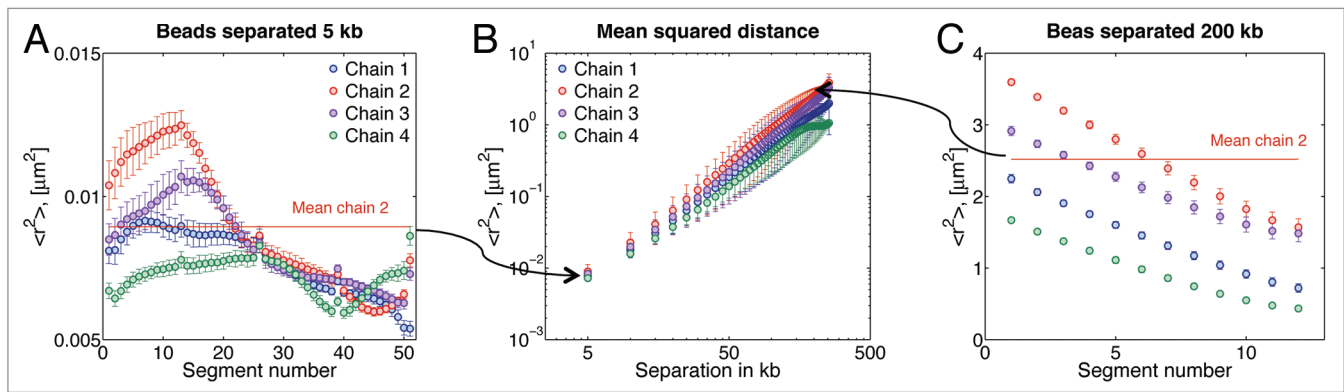 A
Beads separated 5 kb
0.015
0.01
0.005
<r²>, [µm²]
Chain 1
Chain 2
Chain 3
Chain 4
Mean chain 2
0 10 20 30 40 50
Segment number
B
Mean squared distance
10¹
10⁰
10⁻¹
10⁻²
10⁻³
<r²>, [µm²]
Chain 1
Chain 2
Chain 3
Chain 4
5 50 500
Separation in kb
C
Beas separated 200 kb
4
3
2
1
0
<r²>, [µm²]
Mean chain 2
0 5 10
Segment number